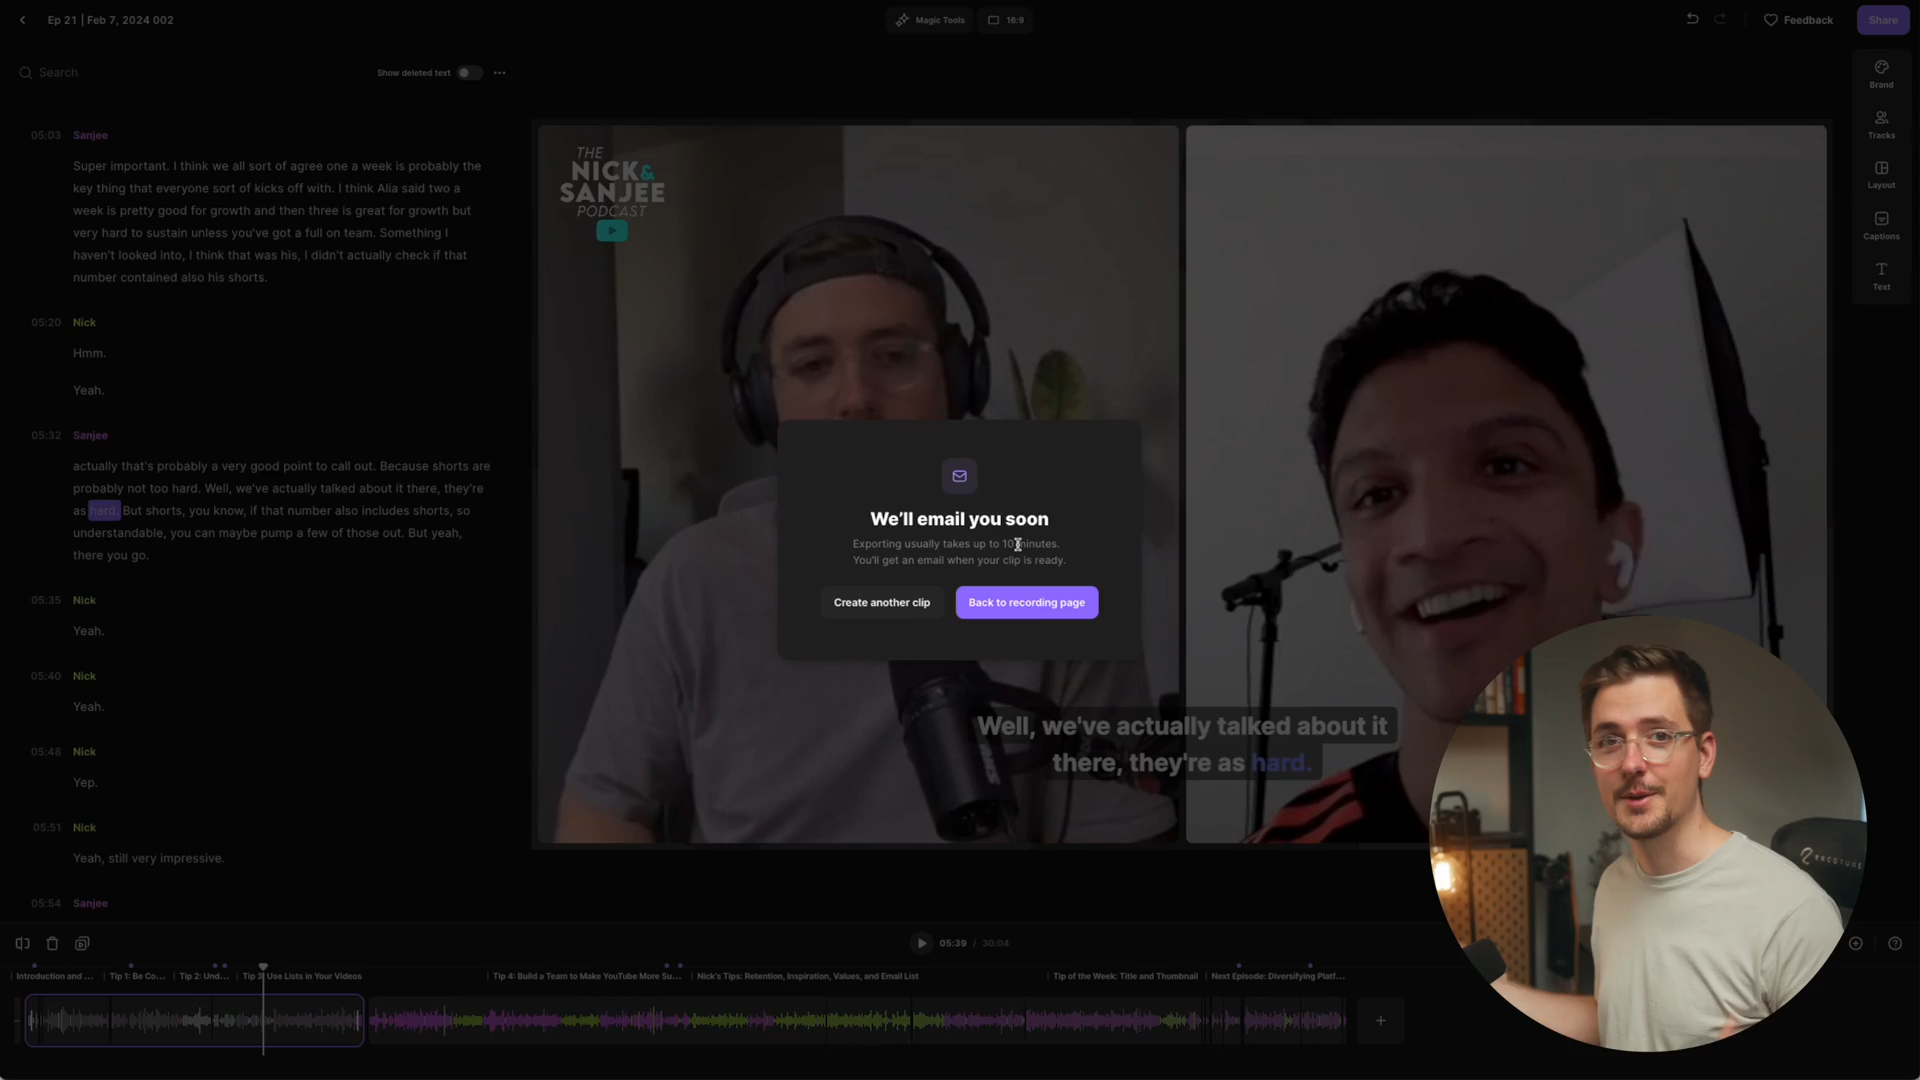 Ep 21 | Feb 7, 2024 002
Magic Tools
16:9
Feedback
Share
Search
Show deleted text
Brand
Tracks
Layout
Captions
Text
05:03 Sanjee
Super important. I think we all sort of agree one a week is probably the
key thing that everyone sort of kicks off with. I think Alia said two a
week is pretty good for growth and then three is great for growth but
very hard to sustain unless you've got a full on team. Something I
haven't looked into, I think that was his, I didn't actually check if that
number contained also his shorts.
05:20 Nick
Hmm.
Yeah.
05:32 Sanjee
actually that's probably a very good point to call out. Because shorts are
probably not too hard. Well, we've actually talked about it there, they're
as hard. But shorts, you know, if that number also includes shorts, so
understandable, you can maybe pump a few of those out. But yeah,
there you go.
05:35 Nick
Yeah.
05:40 Nick
Yeah.
05:48 Nick
Yep.
05:51 Nick
Yeah, still very impressive.
05:54 Sanjee
THE
NICK&
SANJEE
PODCAST
We'll email you soon
Exporting usually takes up to 10 minutes.
You'll get an email when your clip is ready.
Create another clip
Back to recording page
Well, we've actually talked about it
there, they're as hard.
05:39 / 30:04
Introduction and ...
Tip 1: Be Co...
Tip 2: Und...
Tip 3: Use Lists in Your Videos
Tip 4: Build a Team to Make YouTube More Su...
Nick's Tips: Retention, Inspiration, Values, and Email List
Tip of the Week: Title and Thumbnail
Next Episode: Diversifying Platf...